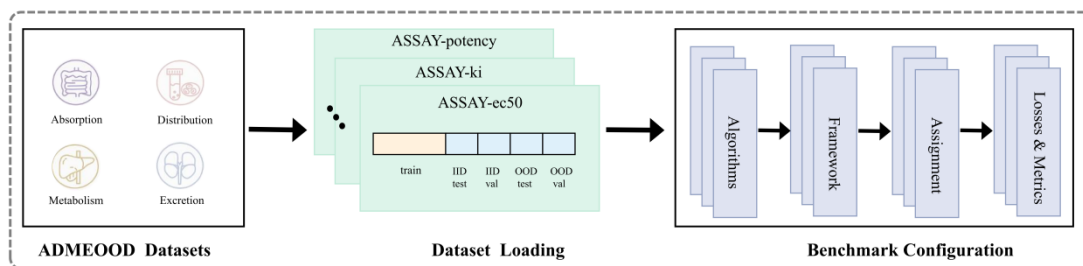 Absorption
Distribution
Metabolism
Excretion
ADMEOOD Datasets
ASSAY-potency
ASSAY-ki
ASSAY-ec50
train
IID
test
IID
val
OOD
test
OOD
val
Dataset Loading
Algorithms
Framework
Assignment
Losses & Metrics
Benchmark Configuration